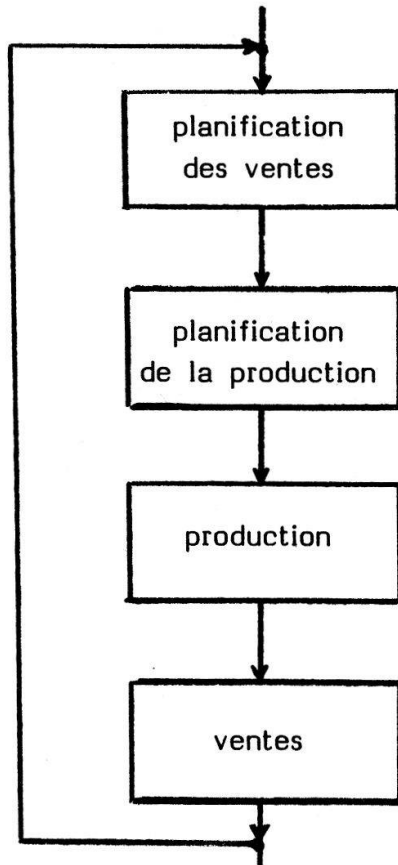 planification
des ventes
planification
de la production
production
ventes